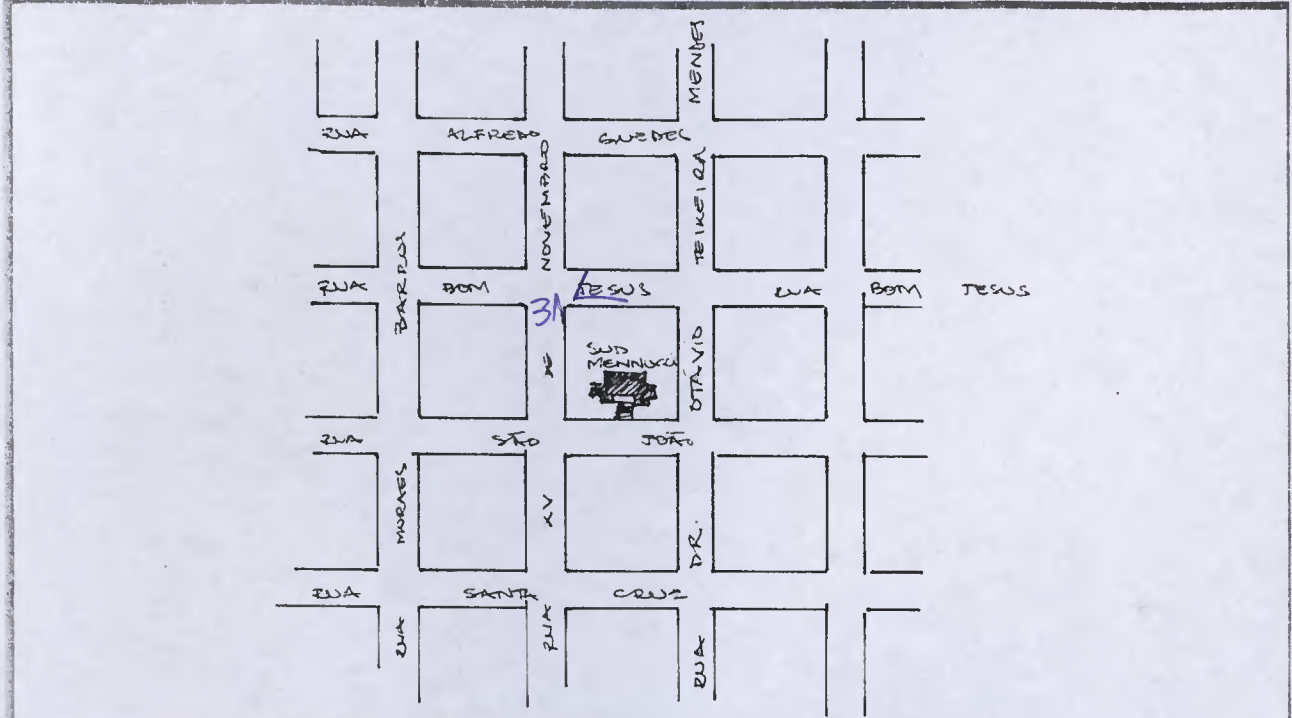 RUA ALFREDO GUEDES
RUA BOM JESUS RUA BOM JESUS
SUD
MENNUCCI
RUA SÃO JOÃO
RUA SANTA CRUZ
RUA MORAES BARROS
RUA XV DE NOVEMBRO
RUA DR. OTÁVIO TEIXEIRA MENDES